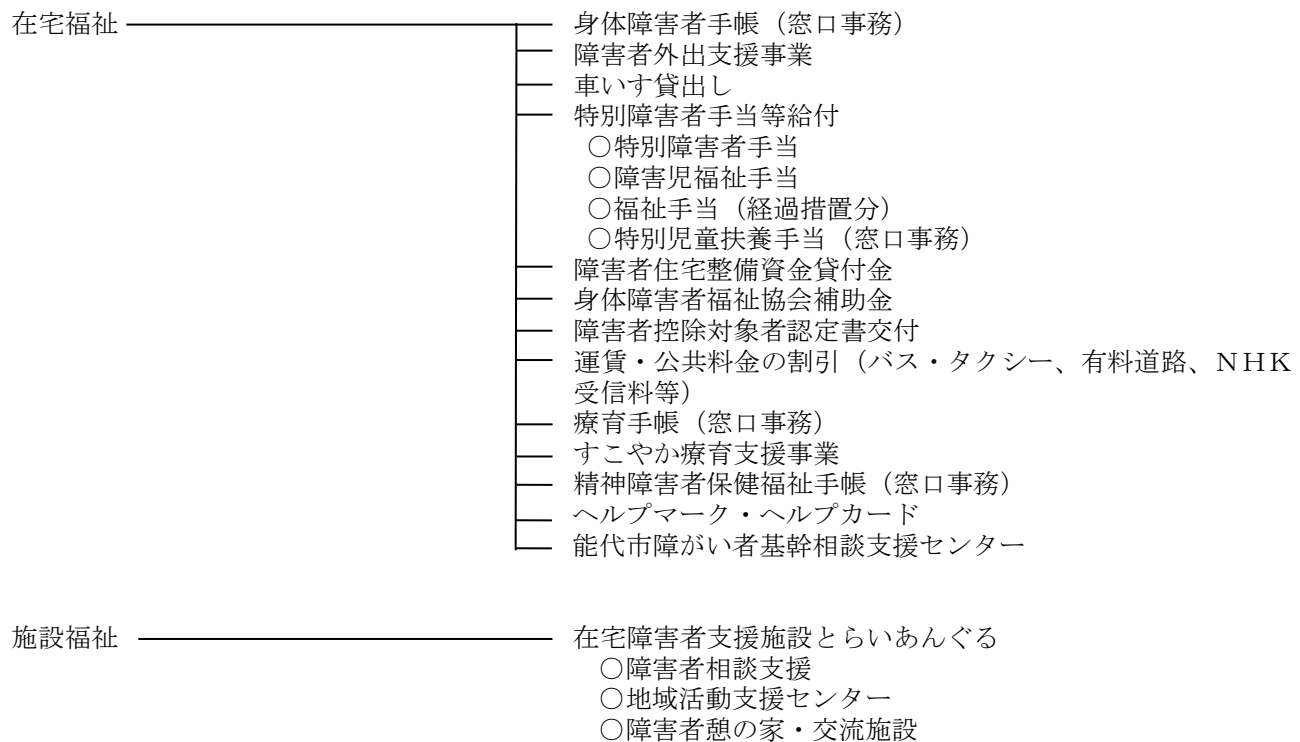 在宅福祉 身体障害者手帳（窓口事務）
障害者外出支援事業
車いす貸出し
特別障害者手当等給付
○特別障害者手当
○障害児福祉手当
○福祉手当（経過措置分）
○特別児童扶養手当（窓口事務）
障害者住宅整備資金貸付金
身体障害者福祉協会補助金
障害者控除対象者認定書交付
運賃・公共料金の割引（バス・タクシー、有料道路、ＮＨＫ
受信料等）
療育手帳（窓口事務）
すこやか療育支援事業
精神障害者保健福祉手帳（窓口事務）
ヘルプマーク・ヘルプカード
能代市障がい者基幹相談支援センター
施設福祉 在宅障害者支援施設とらいあんぐる
○障害者相談支援
○地域活動支援センター
○障害者憩の家・交流施設